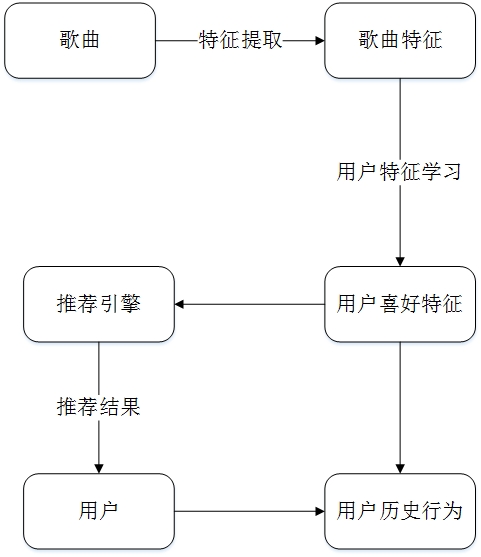 歌曲
特征提取
歌曲特征
用户特征学习
推荐引擎
用户喜好特征
推荐结果
用户
用户历史行为